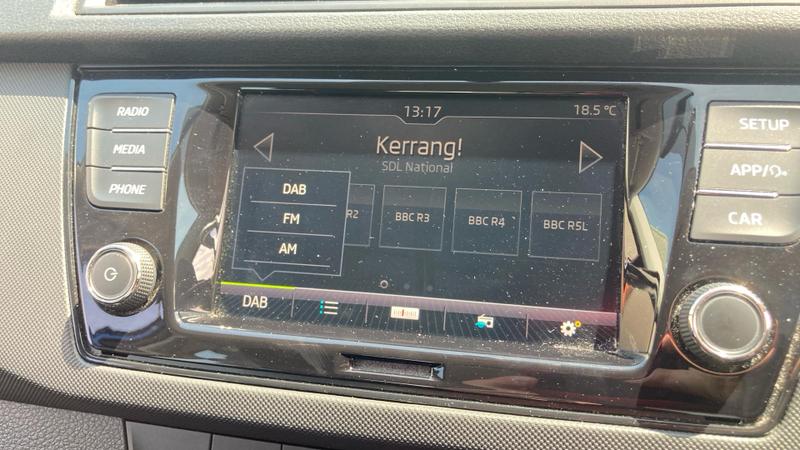 RADIO
MEDIA
PHONE
13:17
18.5 °C
Kerrang!
SDL National
DAB
FM
AM
R2
BBC R3
BBC R4
BBC R5L
DAB
SETUP
APP/
CAR